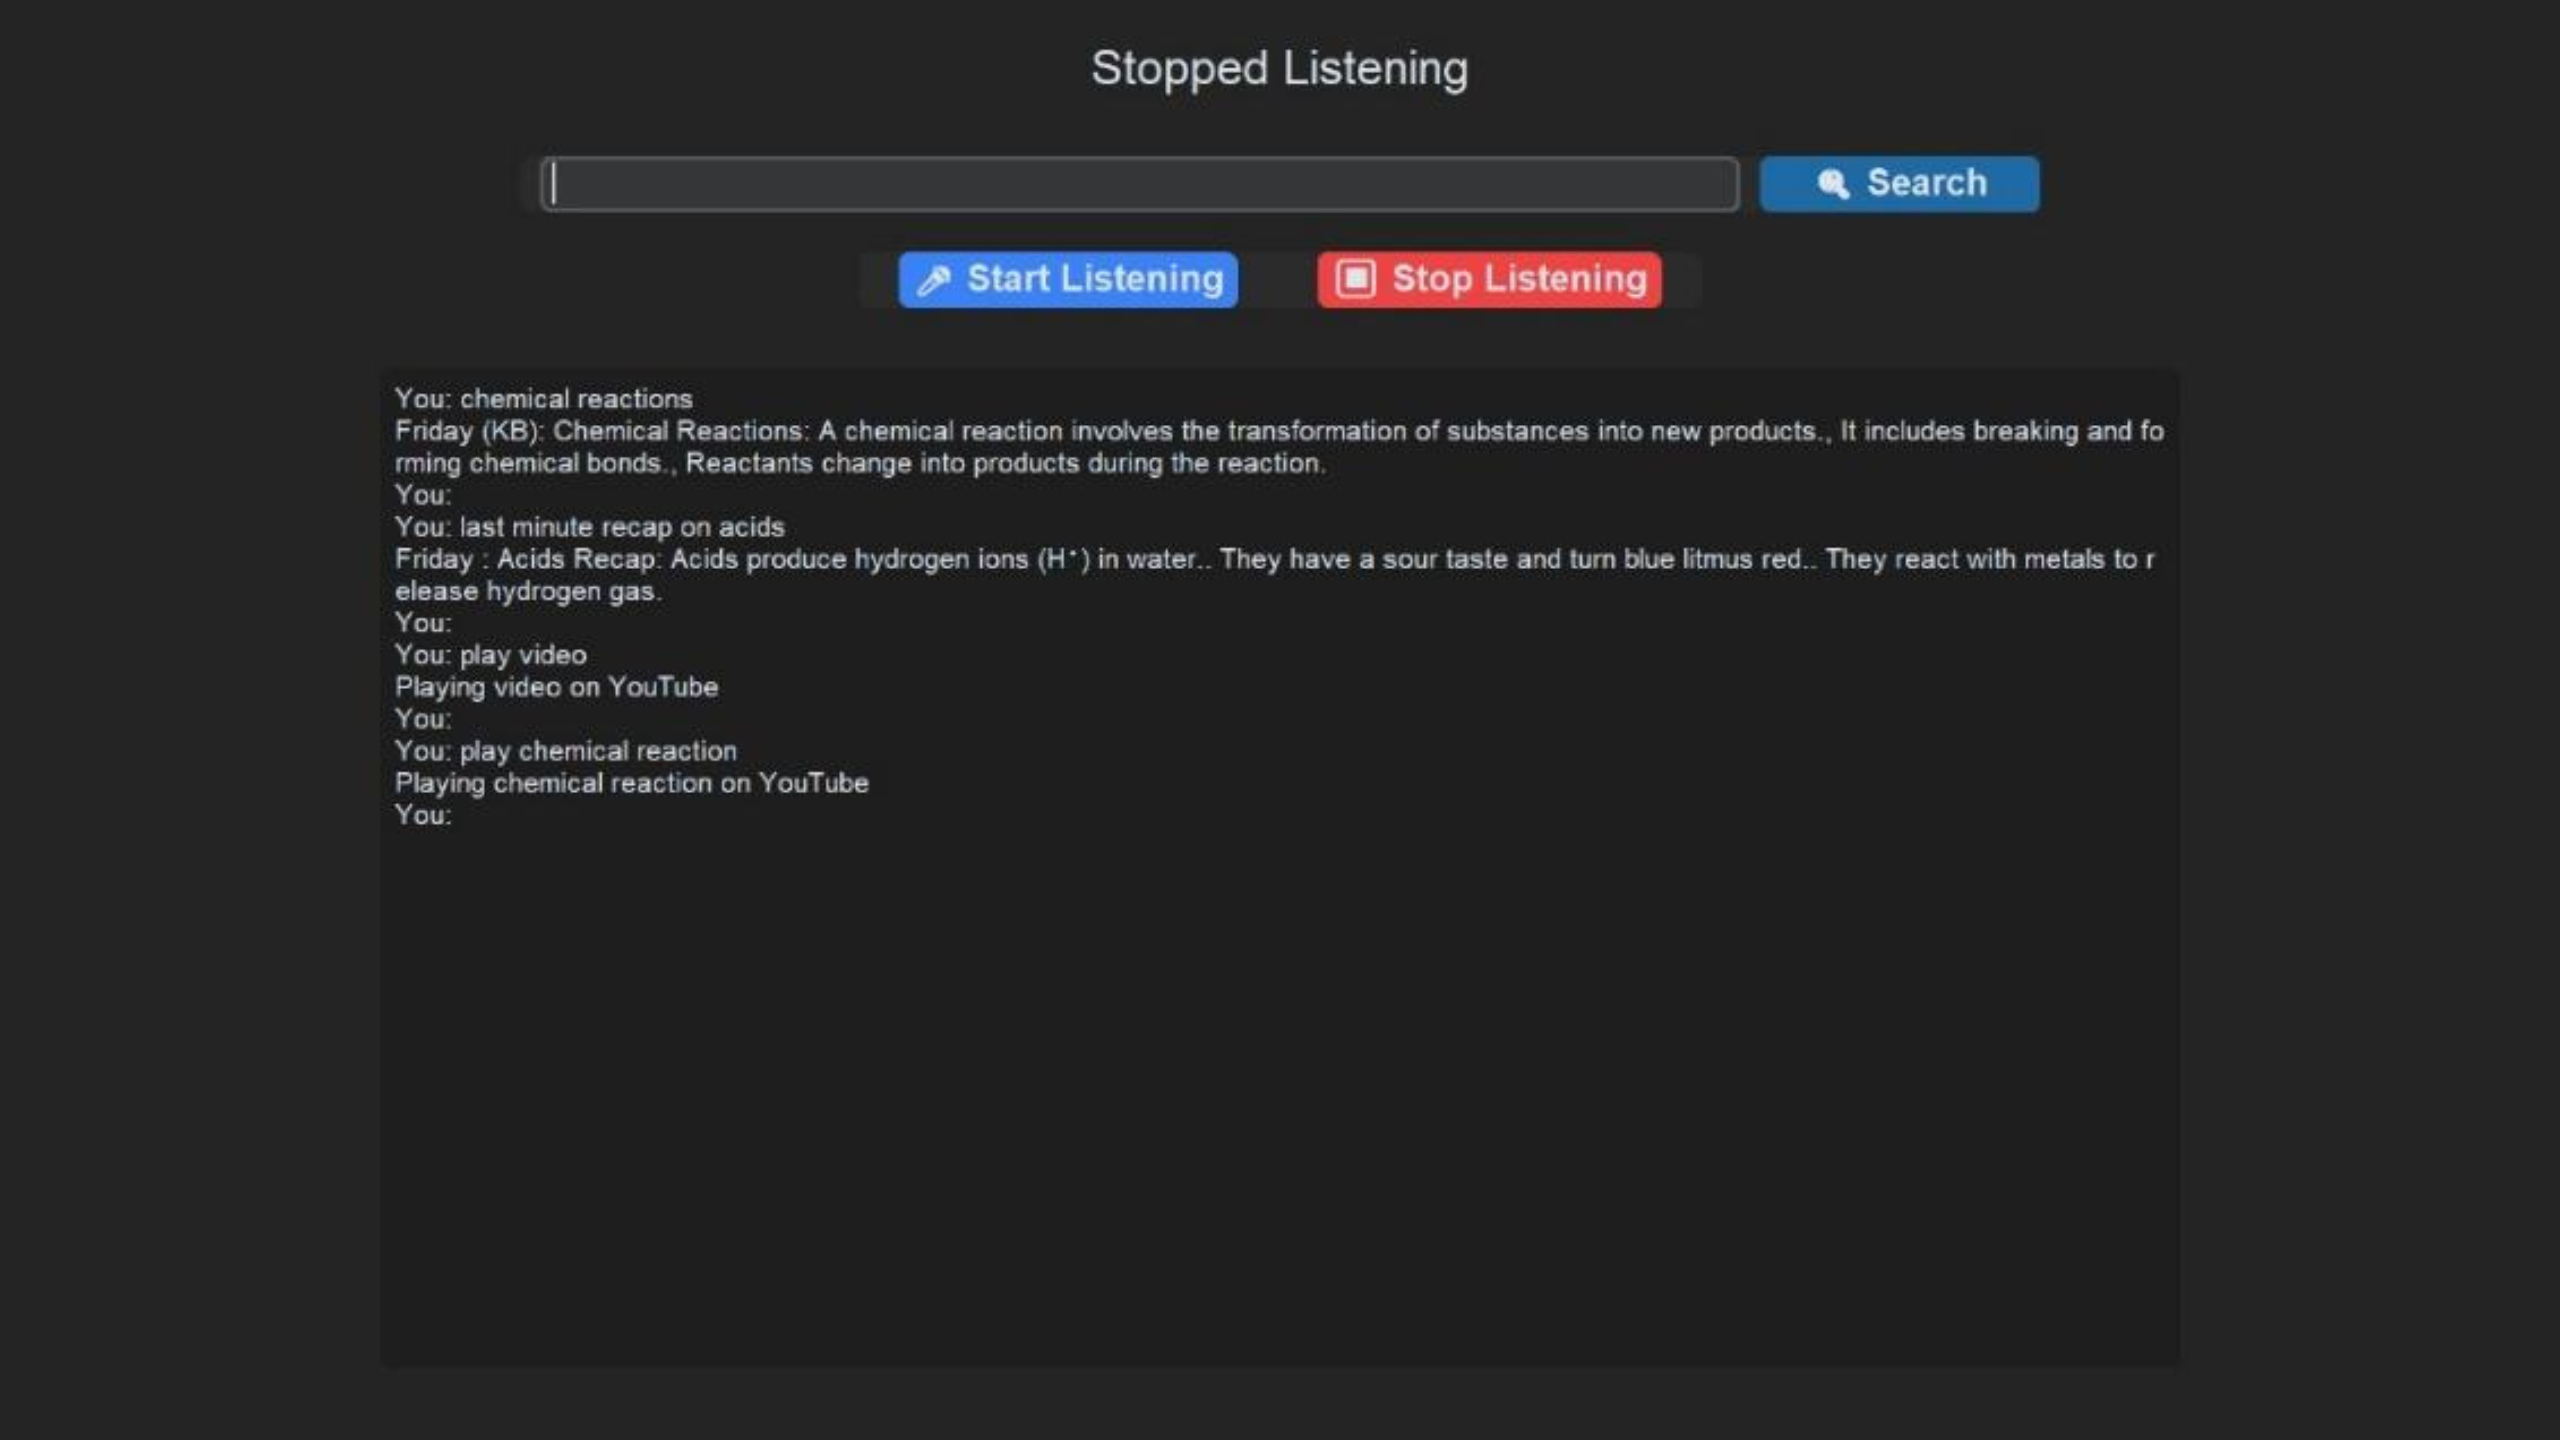 Stopped Listening
Search
Start Listening
Stop Listening
You: chemical reactions
Friday (KB): Chemical Reactions: A chemical reaction involves the transformation of substances into new products., It includes breaking and fo
rming chemical bonds., Reactants change into products during the reaction.
You:
You: last minute recap on acids
Friday : Acids Recap: Acids produce hydrogen ions (H⁺) in water.. They have a sour taste and turn blue litmus red.. They react with metals to r
elease hydrogen gas.
You:
You: play video
Playing video on YouTube
You:
You: play chemical reaction
Playing chemical reaction on YouTube
You: